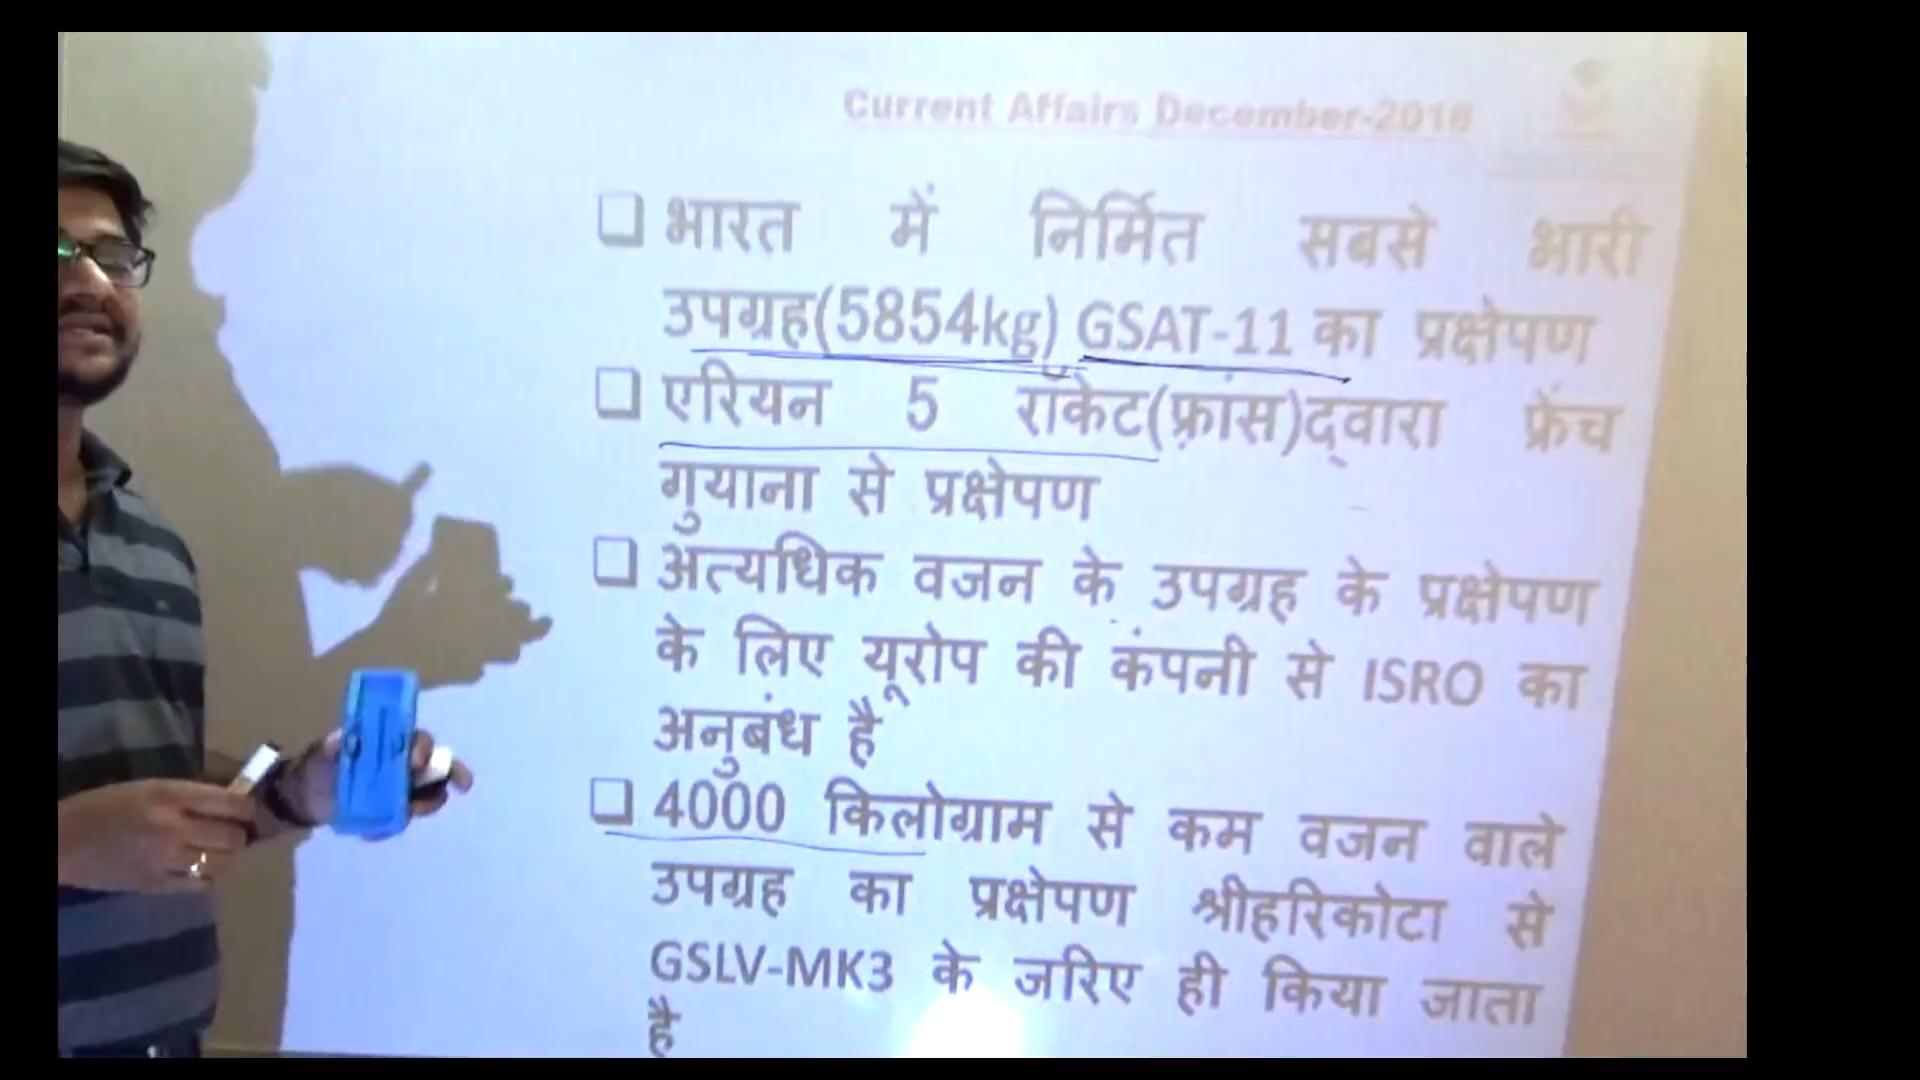 Current Affairs December-2018
भारत में निर्मित सबसे भारी
उपग्रह(5854kg) GSAT-11 का प्रक्षेपण
एरियन 5 रॉकेट(फ़्रांस)द्वारा फ्रेंच
गुयाना से प्रक्षेपण
अत्यधिक वजन के उपग्रह के प्रक्षेपण
के लिए यूरोप की कंपनी से ISRO का
अनुबंध है
4000 किलोग्राम से कम वजन वाले
उपग्रह का प्रक्षेपण श्रीहरिकोटा से
GSLV-MK3 के जरिए ही किया जाता
है